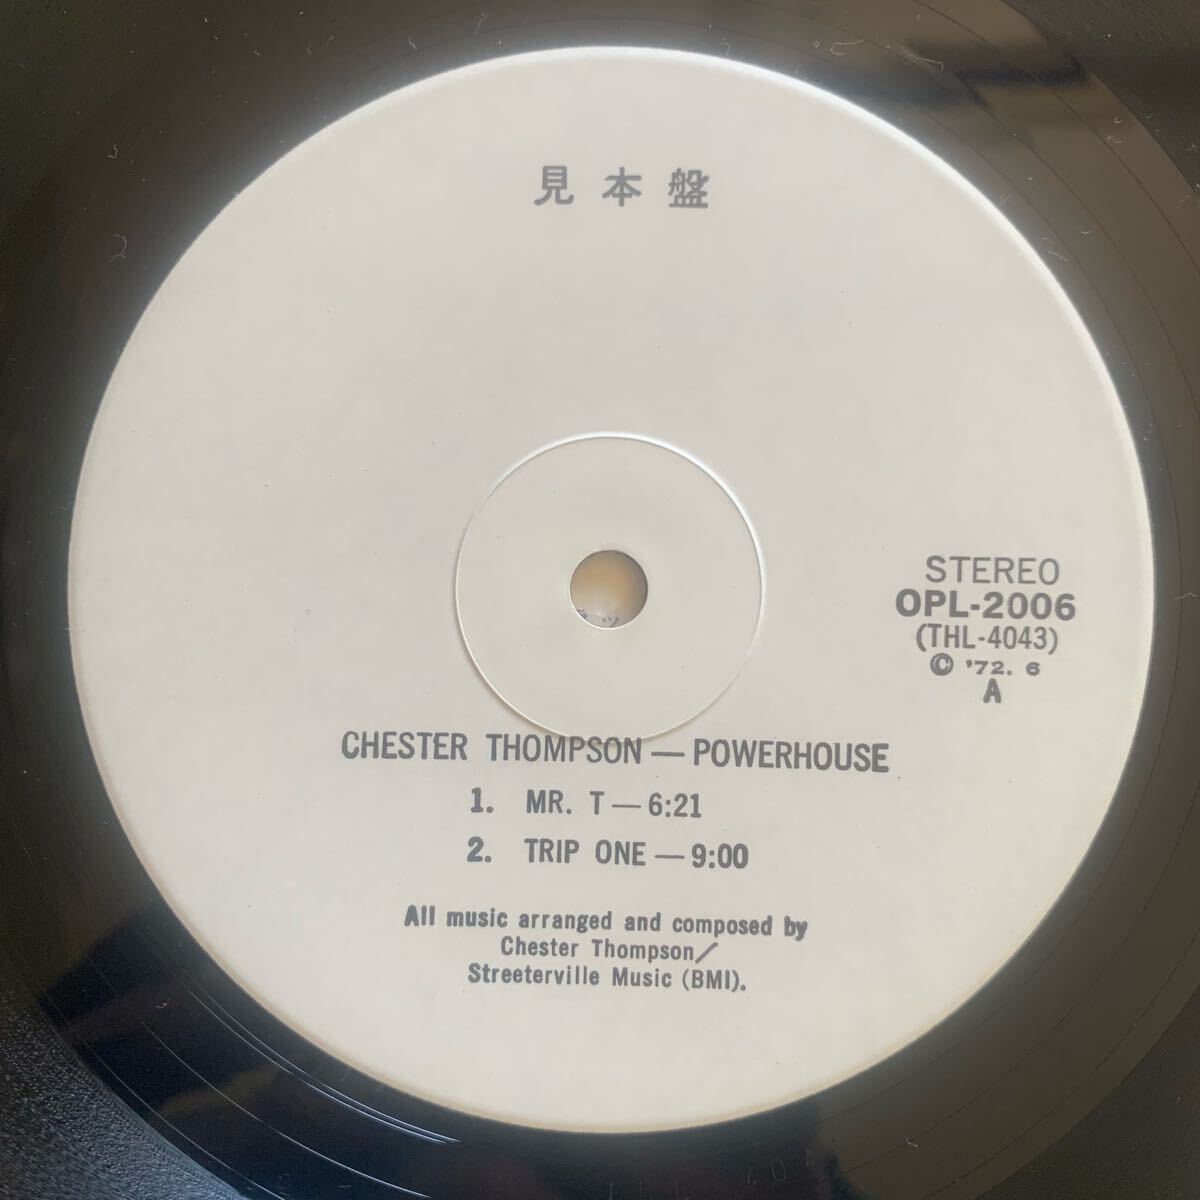 見本盤
STEREO
OPL-2006
(THL-4043)
© '72. 6
A
CHESTER THOMPSON — POWERHOUSE
1. MR. T — 6:21
2. TRIP ONE — 9:00
All music arranged and composed by
Chester Thompson/
Streeterville Music (BMI).